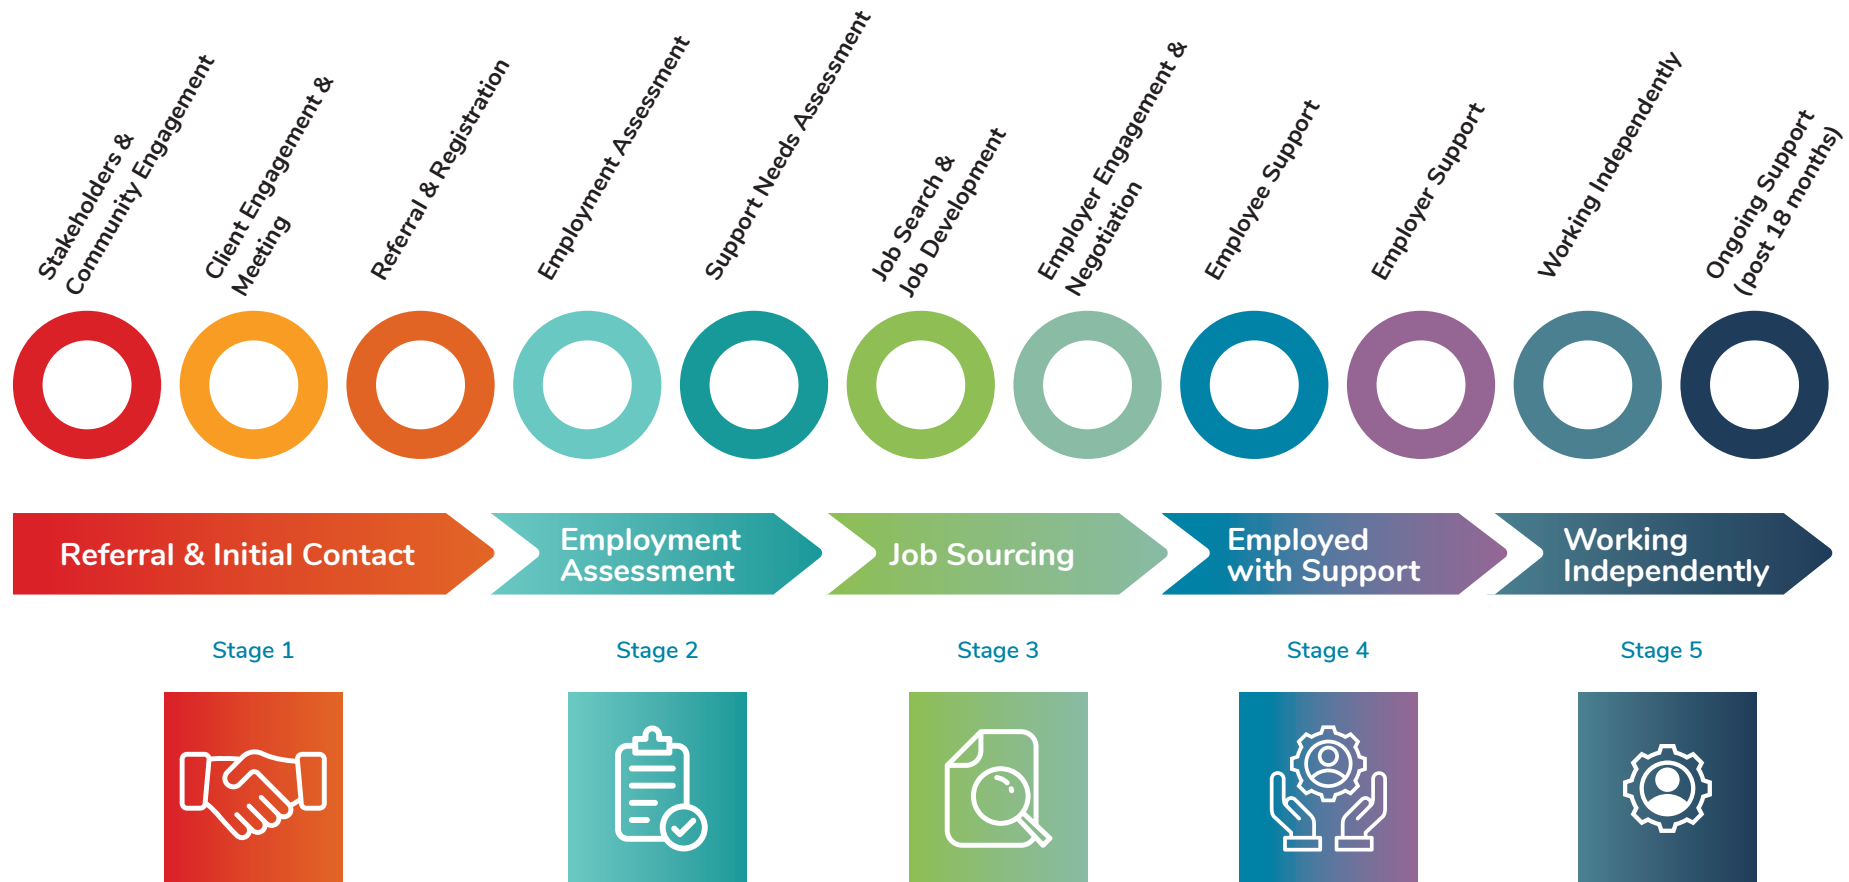 Stakeholders &
Community Engagement
Client Engagement &
Meeting
Referral & Registration
Employment Assessment
Support Needs Assessment
Job Search &
Job Development
Employer Engagement &
Negotiation
Employee Support
Employer Support
Working Independently
Ongoing Support
(post 18 months)
Referral & Initial Contact
Employment
Assessment
Job Sourcing
Employed
with Support
Working
Independently
Stage 1
Stage 2
Stage 3
Stage 4
Stage 5